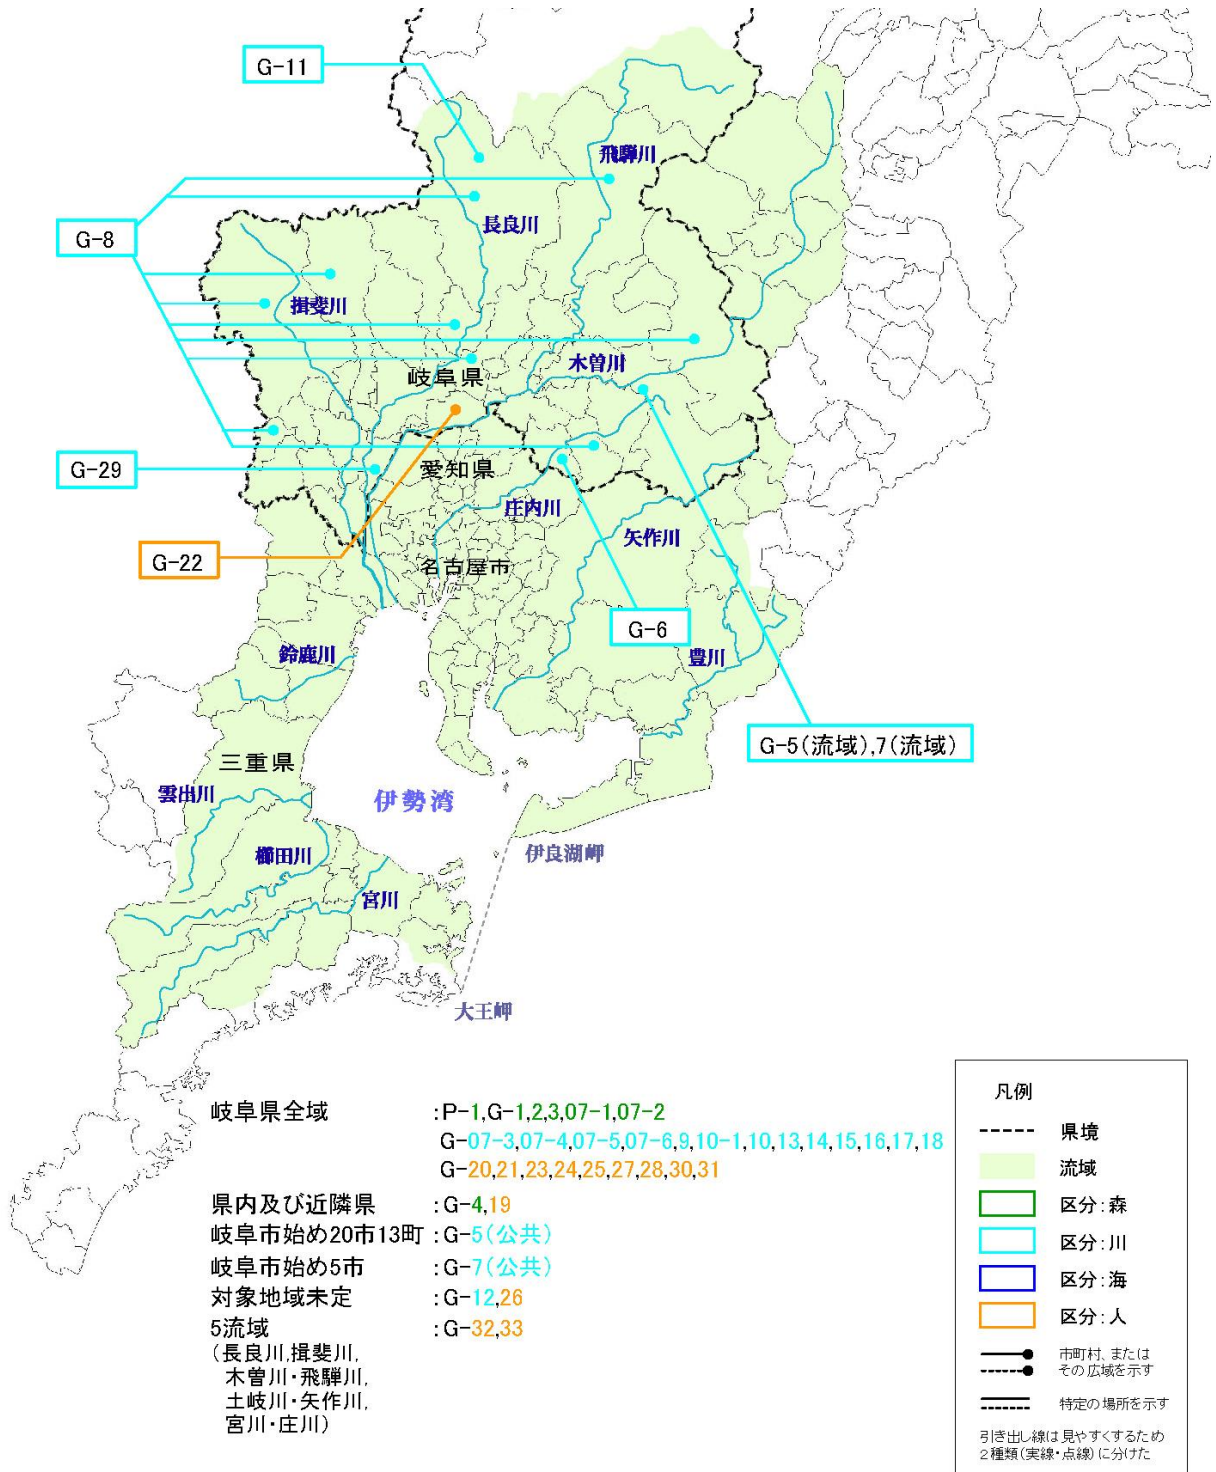 G-11
飛騨川
長良川
G-8
揖斐川
木曽川
岐阜県
G-29
愛知県
庄内川
矢作川
G-22
名古屋市
G-6
鈴鹿川
豊川
G-5(流域),7(流域)
三重県
雲出川
伊勢湾
櫛田川
伊良湖岬
宮川
大王岬
岐阜県全域 :P-1,G-1,2,3,07-1,07-2
G-07-3,07-4,07-5,07-6,9,10-1,10,13,14,15,16,17,18
G-20,21,23,24,25,27,28,30,31
県内及び近隣県 :G-4,19
岐阜市始め20市13町 :G-5(公共)
岐阜市始め5市 :G-7(公共)
対象地域未定 :G-12,26
5流域 :G-32,33
(長良川,揖斐川,
木曽川・飛騨川,
土岐川・矢作川,
宮川・庄川)
凡例
県境
流域
区分:森
区分:川
区分:海
区分:人
市町村、または
その広域を示す
特定の場所を示す
引き出し線は見やすくするため
2種類(実線・点線)に分けた